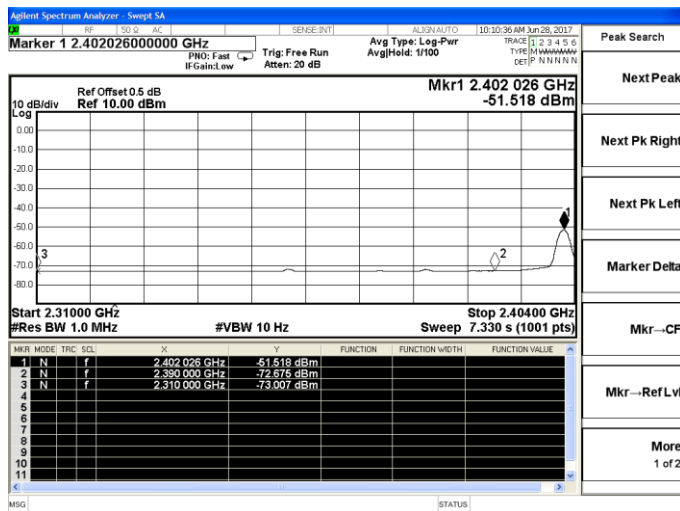 Agilent Spectrum Analyzer - Swept SA
RF 50 Ω AC SENSE:INT ALIGN AUTO 10:10:36 AM Jun 28, 2017
Marker 1 2.402026000000 GHz
PNO: Fast
IFGain:Low
Trig: Free Run
Atten: 20 dB
Avg Type: Log-Pwr
Avg|Hold: 1/100
TRACE 1 2 3 4 5 6
TYPE M
DET P N N N N N
Peak Search
Ref Offset 0.5 dB
10 dB/div Ref 10.00 dBm
Log
Mkr1 2.402 026 GHz
-51.518 dBm
0.00
-10.0
-20.0
-30.0
-40.0
-50.0
-60.0
-70.0
-80.0
1
2
3
Start 2.31000 GHz
Stop 2.40400 GHz
#Res BW 1.0 MHz #VBW 10 Hz Sweep 7.330 s (1001 pts)
MKR MODE TRC SCL X Y FUNCTION FUNCTION WIDTH FUNCTION VALUE
1 N f 2.402 026 GHz -51.518 dBm
2 N f 2.390 000 GHz -72.675 dBm
3 N f 2.310 000 GHz -73.007 dBm
4
5
6
7
8
9
10
11
MSG STATUS
Next Peak
Next Pk Right
Next Pk Left
Marker Delta
Mkr→CF
Mkr→Ref Lvl
More
1 of 2